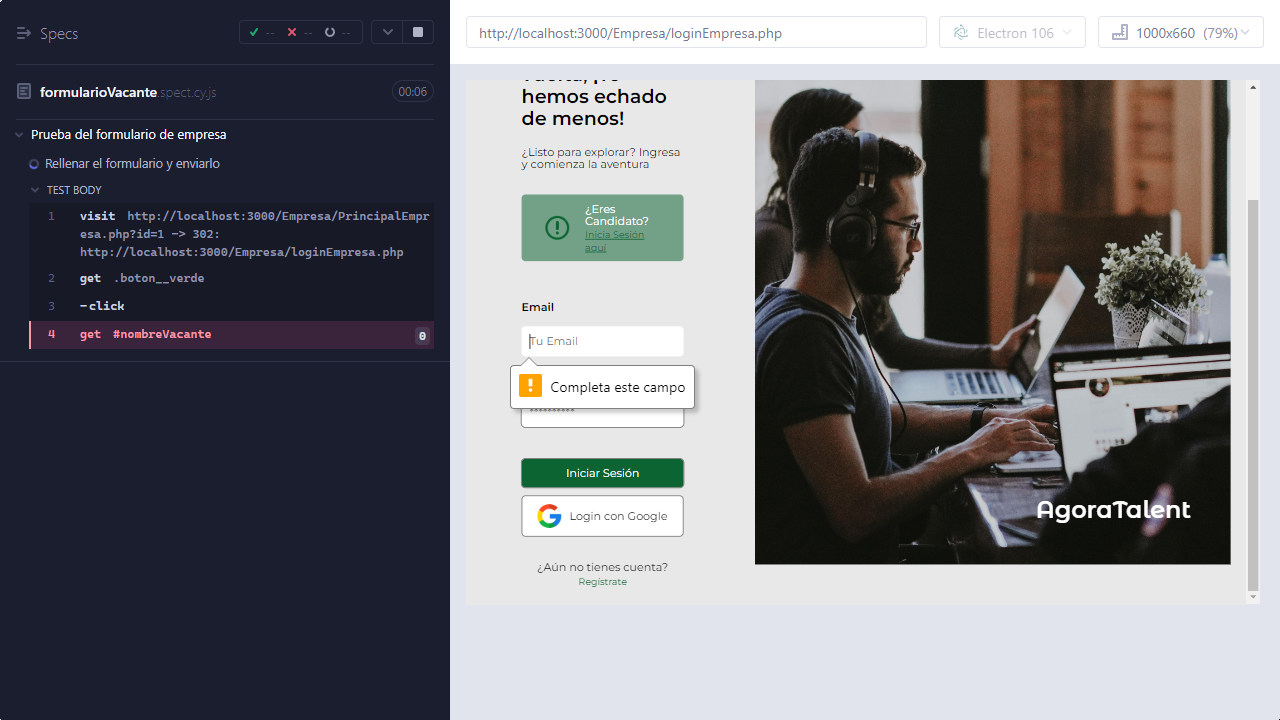 Specs
-- -- --
formularioVacante.spect.cy.js 00:06
Prueba del formulario de empresa
Rellenar el formulario y enviarlo
TEST BODY
1 visit http://localhost:3000/Empresa/PrincipalEmpr
esa.php?id=1 -> 302:
http://localhost:3000/Empresa/loginEmpresa.php
2 get .boton__verde
3 -click
4 get #nombreVacante 0
http://localhost:3000/Empresa/loginEmpresa.php
Electron 106
1000x660 (79%)
hemos echado
de menos!
¿Listo para explorar? Ingresa
y comienza la aventura
¿Eres
Candidato?
Inicia Sesión
aquí
Email
Tu Email
Completa este campo
Iniciar Sesión
Login con Google
¿Aún no tienes cuenta?
Regístrate
AgoraTalent